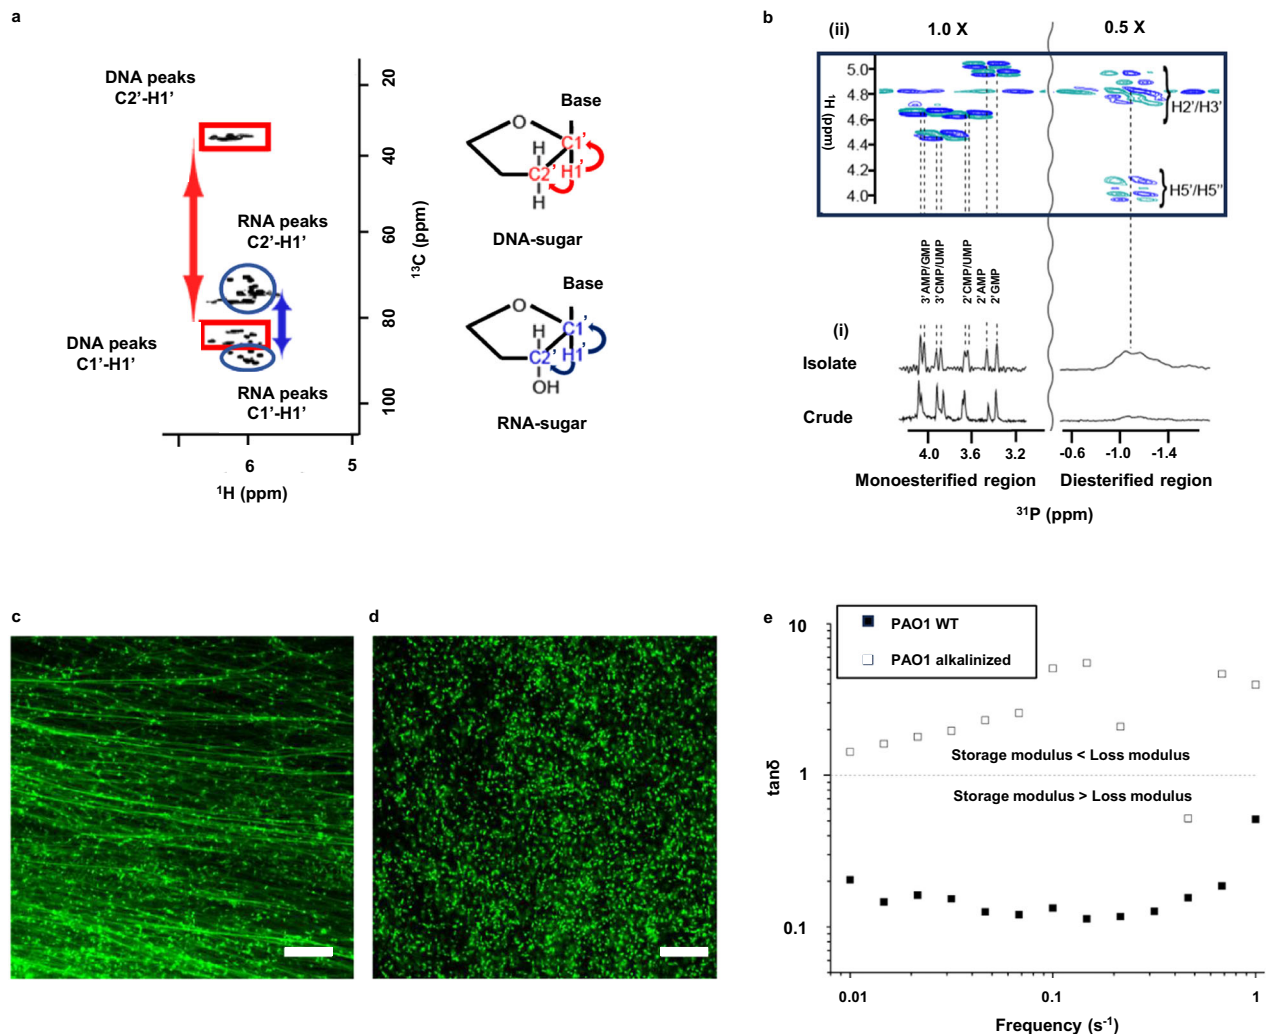 a
DNA peaks
C2'-H1'
RNA peaks
C2'-H1'
DNA peaks
C1'-H1'
RNA peaks
C1'-H1'
20
40
60
80
100
13C (ppm)
6
5
1H (ppm)
Base
O
C1'
H
C2'
H1'
H
DNA-sugar
Base
O
C1'
H
C2'
H1'
OH
RNA-sugar
b
(ii)
1.0 X
0.5 X
1H (ppm)
5.0
4.8
4.6
4.4
4.2
4.0
H2'/H3'
H5'/H5''
3'AMP/GMP
3'CMP/UMP
2'CMP/UMP
2'AMP
2'GMP
(i)
Isolate
Crude
4.0
3.6
3.2
-0.6
-1.0
-1.4
Monoesterified region
Diesterified region
31P (ppm)
c
d
e
PAO1 WT
PAO1 alkalinized
10
1
0.1
tanδ
Storage modulus < Loss modulus
Storage modulus > Loss modulus
0.01
0.1
1
Frequency (s-1)